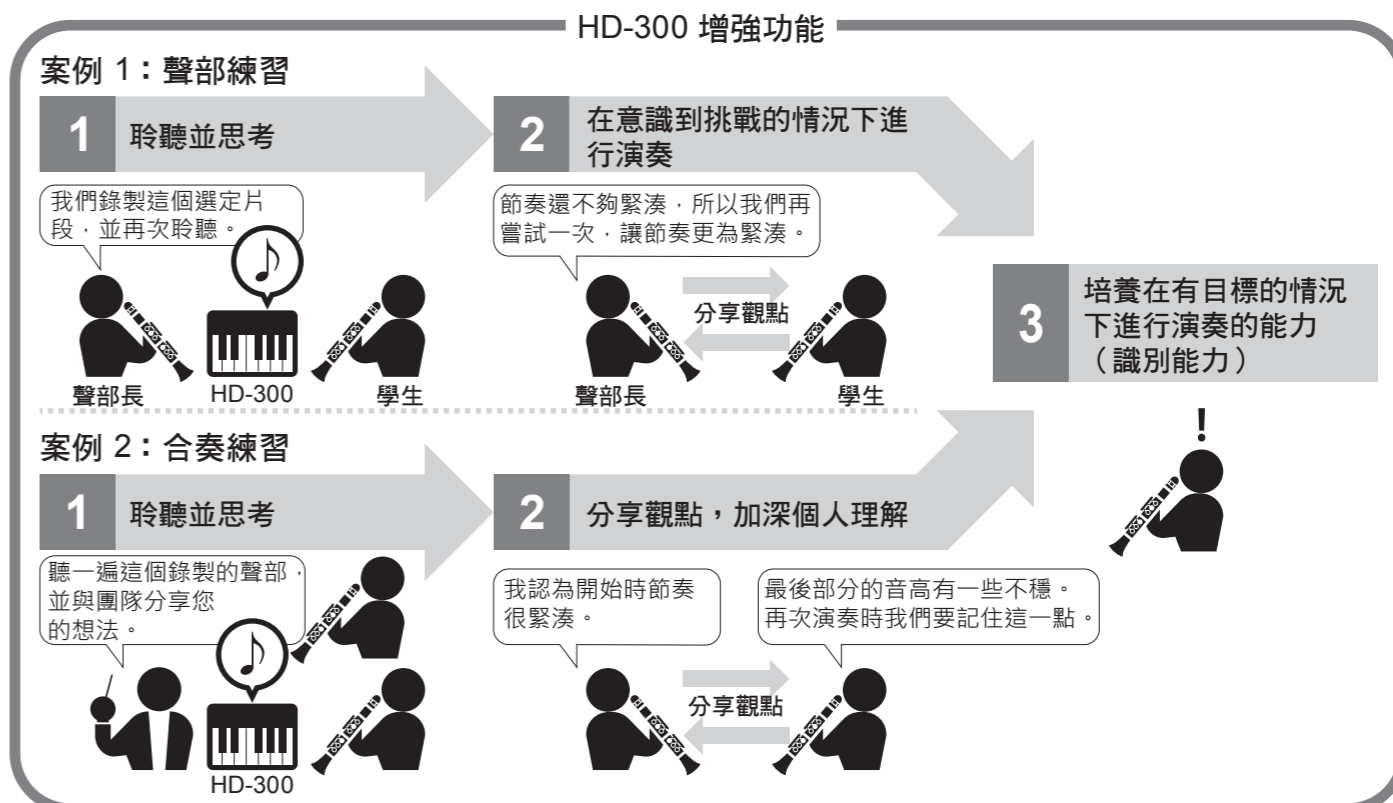 HD-300 增強功能
案例 1：聲部練習
1 聆聽並思考
2 在意識到挑戰的情況下進
行演奏
我們錄製這個選定片
段，並再次聆聽。
節奏還不夠緊湊，所以我們再
嘗試一次，讓節奏更為緊湊。
分享觀點
聲部長
HD-300
學生
聲部長
學生
3 培養在有目標的情況
下進行演奏的能力
（識別能力）
!
案例 2：合奏練習
1 聆聽並思考
2 分享觀點，加深個人理解
聽一遍這個錄製的聲部，
並與團隊分享您
的想法。
我認為開始時節奏
很緊湊。
最後部分的音高有一些不穩。
再次演奏時我們要記住這一點。
分享觀點
HD-300